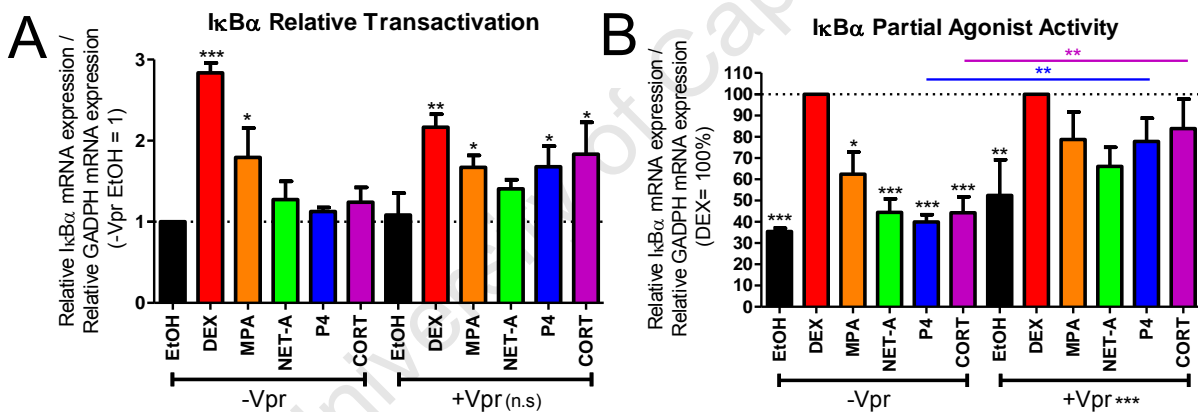 A
IκBα Relative Transactivation
Relative IκBα mRNA expression /
Relative GADPH mRNA expression
(-Vpr EtOH = 1)
3
2
1
0
***
*
**
*
*
*
EtOH
DEX
MPA
NET-A
P4
CORT
EtOH
DEX
MPA
NET-A
P4
CORT
-Vpr
+Vpr (n.s)
B
IκBα Partial Agonist Activity
Relative IκBα mRNA expression /
Relative GADPH mRNA expression
(DEX= 100%)
110
100
90
80
70
60
50
40
30
20
10
0
**
**
***
*
***
***
***
**
EtOH
DEX
MPA
NET-A
P4
CORT
EtOH
DEX
MPA
NET-A
P4
CORT
-Vpr
+Vpr ***
University of Cap